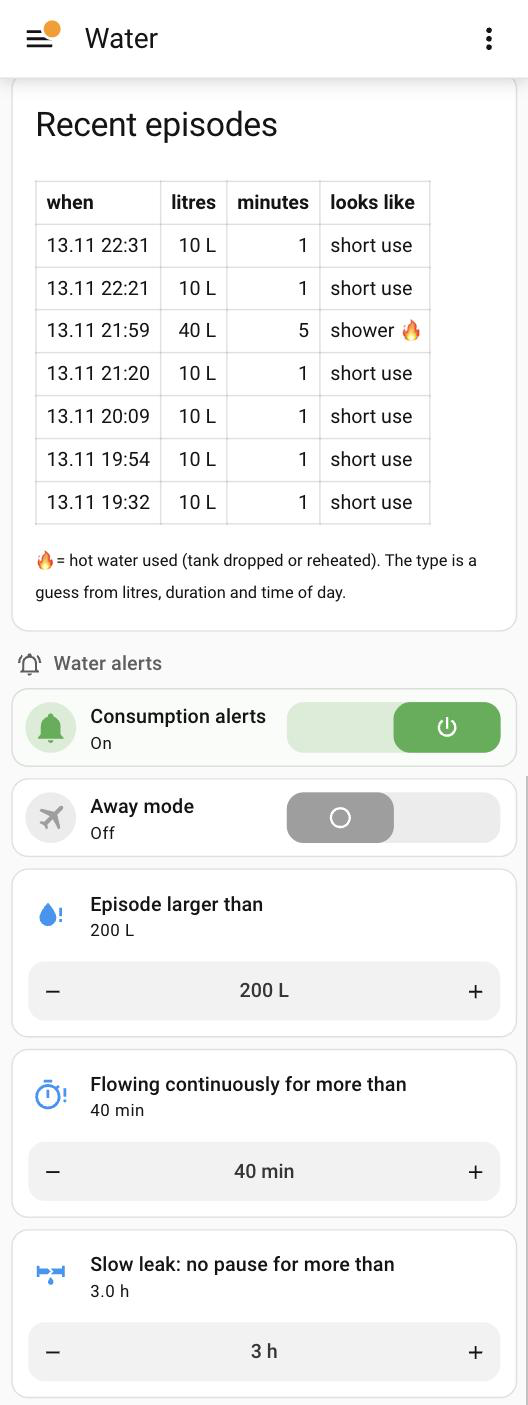 Water
Recent episodes
when litres minutes looks like
13.11 22:31 10 L 1 short use
13.11 22:21 10 L 1 short use
13.11 21:59 40 L 5 shower 🔥
13.11 21:20 10 L 1 short use
13.11 20:09 10 L 1 short use
13.11 19:54 10 L 1 short use
13.11 19:32 10 L 1 short use
🔥= hot water used (tank dropped or reheated). The type is a
guess from litres, duration and time of day.
Water alerts
Consumption alerts
On
Away mode
Off
Episode larger than
200 L
− 200 L +
Flowing continuously for more than
40 min
− 40 min +
Slow leak: no pause for more than
3.0 h
− 3 h +